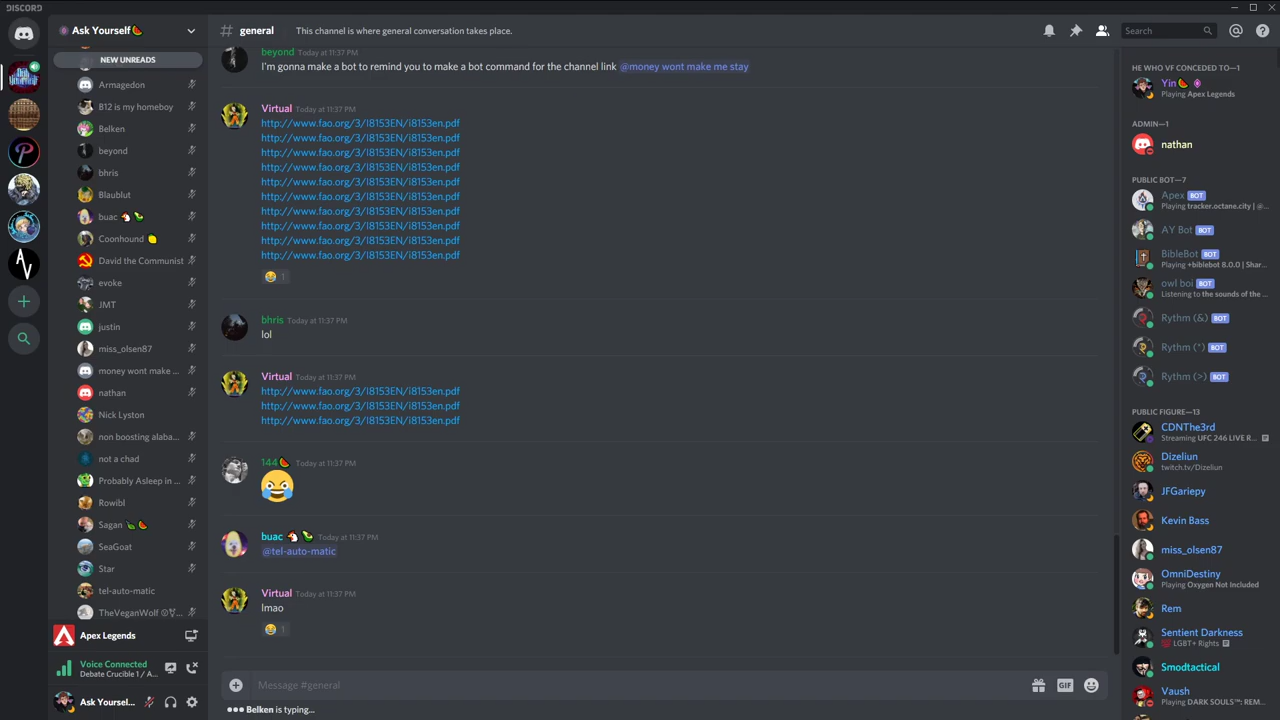 DISCORD
Ask Yourself🍉
NEW UNREADS
Armagedon
B12 is my homeboy
Belken
beyond
bhris
Blaublut
buac
Coonhound 🍋
David the Communist
evoke
JMT
justin
miss_olsen87
money wont make ...
nathan
Nick Lyston
non boosting alaba...
not a chad
Probably Asleep in ...
Rowibl
Sagan
SeaGoat
Star
tel-auto-matic
TheVeganWolf
Apex Legends
Voice Connected
Debate Crucible 1 / A...
Ask Yoursel...
# general
This channel is where general conversation takes place.
Search
beyond Today at 11:37 PM
I'm gonna make a bot to remind you to make a bot command for the channel link @money wont make me stay
Virtual Today at 11:37 PM
http://www.fao.org/3/I8153EN/i8153en.pdf
http://www.fao.org/3/I8153EN/i8153en.pdf
http://www.fao.org/3/I8153EN/i8153en.pdf
http://www.fao.org/3/I8153EN/i8153en.pdf
http://www.fao.org/3/I8153EN/i8153en.pdf
http://www.fao.org/3/I8153EN/i8153en.pdf
http://www.fao.org/3/I8153EN/i8153en.pdf
http://www.fao.org/3/I8153EN/i8153en.pdf
http://www.fao.org/3/I8153EN/i8153en.pdf
http://www.fao.org/3/I8153EN/i8153en.pdf
😂 1
bhris Today at 11:37 PM
lol
Virtual Today at 11:37 PM
http://www.fao.org/3/I8153EN/i8153en.pdf
http://www.fao.org/3/I8153EN/i8153en.pdf
http://www.fao.org/3/I8153EN/i8153en.pdf
144🍉 Today at 11:37 PM
😂
buac Today at 11:37 PM
@tel-auto-matic
Virtual Today at 11:37 PM
lmao
😂 1
Message #general
GIF
Belken is typing...
HE WHO VF CONCEDED TO—1
Yin🍉
Playing Apex Legends
ADMIN—1
nathan
PUBLIC BOT—7
Apex BOT
Playing tracker.octane.city | @...
AY Bot BOT
BibleBot BOT
Playing +biblebot 8.0.0 | Shar...
owl boi BOT
Listening to the sounds of the ...
Rythm (&) BOT
Rythm (*) BOT
Rythm (>) BOT
PUBLIC FIGURE—13
CDNThe3rd
Streaming UFC 246 LIVE R...
Dizeliun
twitch.tv/Dizeliun
JFGariepy
Kevin Bass
miss_olsen87
OmniDestiny
Playing Oxygen Not Included
Rem
Sentient Darkness
LGBT+ Rights
Smodtactical
Vaush
Playing DARK SOULS™: REM...